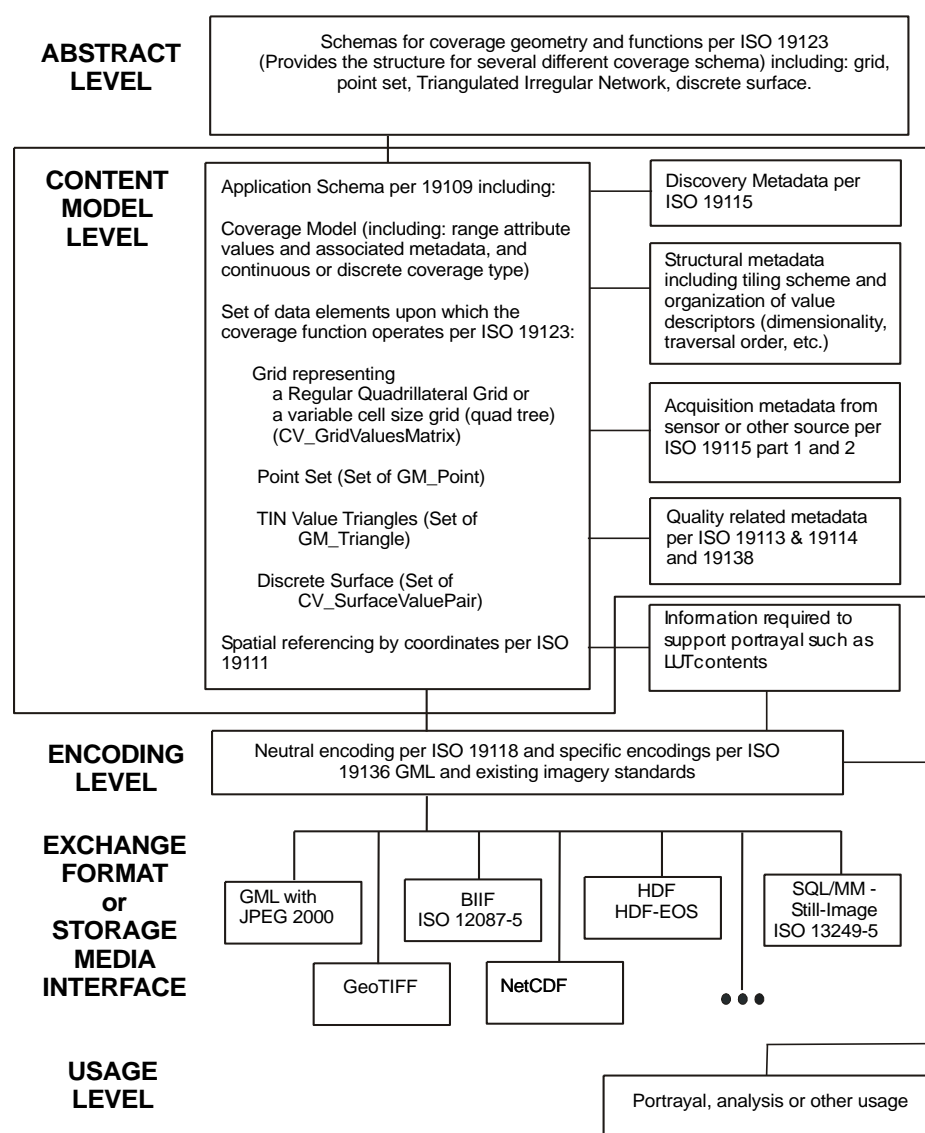 ABSTRACT
LEVEL
Schemas for coverage geometry and functions per ISO 19123
(Provides the structure for several different coverage schema) including: grid,
point set, Triangulated Irregular Network, discrete surface.
CONTENT
MODEL
LEVEL
Application Schema per 19109 including:
Coverage Model (including: range attribute
values and associated metadata, and
continuous or discrete coverage type)
Set of data elements upon which the
coverage function operates per ISO 19123:
Grid representing
a Regular Quadrillateral Grid or
a variable cell size grid (quad tree)
(CV_GridValuesMatrix)
Point Set (Set of GM_Point)
TIN Value Triangles (Set of
GM_Triangle)
Discrete Surface (Set of
CV_SurfaceValuePair)
Spatial referencing by coordinates per ISO
19111
Discovery Metadata per
ISO 19115
Structural metadata
including tiling scheme and
organization of value
descriptors (dimensionality,
traversal order, etc.)
Acquisition metadata from
sensor or other source per
ISO 19115 part 1 and 2
Quality related metadata
per ISO 19113 & 19114
and 19138
Information required to
support portrayal such as
LUT contents
ENCODING
LEVEL
Neutral encoding per ISO 19118 and specific encodings per ISO
19136 GML and existing imagery standards
EXCHANGE
FORMAT
or
STORAGE
MEDIA
INTERFACE
GML with
JPEG 2000
BIIF
ISO 12087-5
HDF
HDF-EOS
SQL/MM -
Still-Image
ISO 13249-5
GeoTIFF
NetCDF
USAGE
LEVEL
Portrayal, analysis or other usage